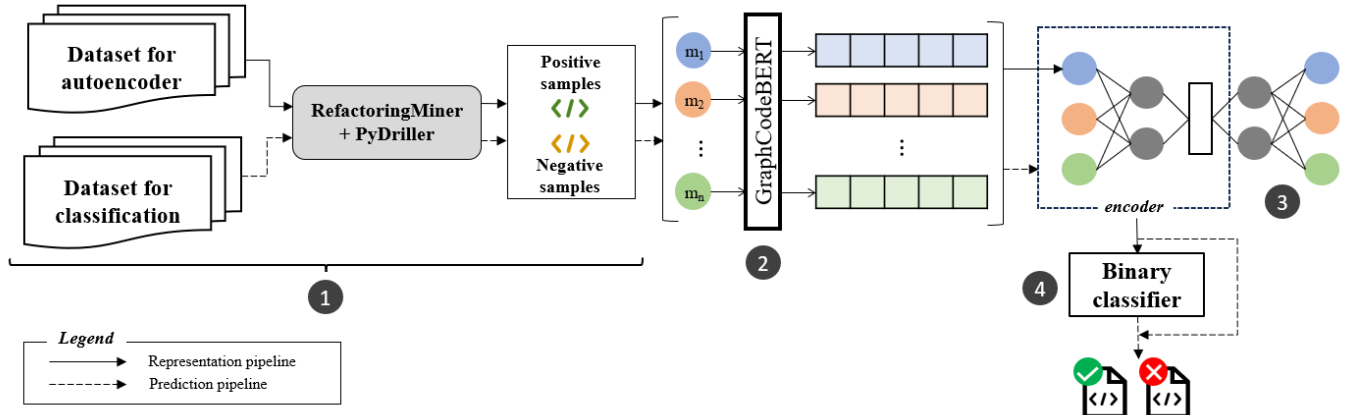 Dataset for
autoencoder
Dataset for
classification
RefactoringMiner
+ PyDriller
Positive
samples
</>
</>
Negative
samples
1
m1
m2
...
mn
GraphCodeBERT
2
...
encoder
3
4
Binary
classifier
</>
</>
Legend
Representation pipeline
Prediction pipeline